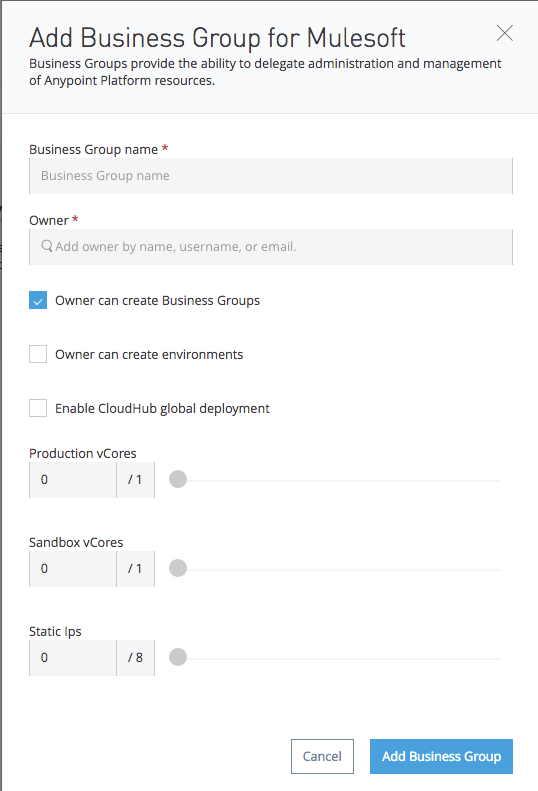 Add Business Group for Mulesoft
Business Groups provide the ability to delegate administration and management
of Anypoint Platform resources.
Business Group name *
Business Group name
Owner *
Add owner by name, username, or email.
Owner can create Business Groups
Owner can create environments
Enable CloudHub global deployment
Production vCores
0 / 1
Sandbox vCores
0 / 1
Static Ips
0 / 8
Cancel Add Business Group